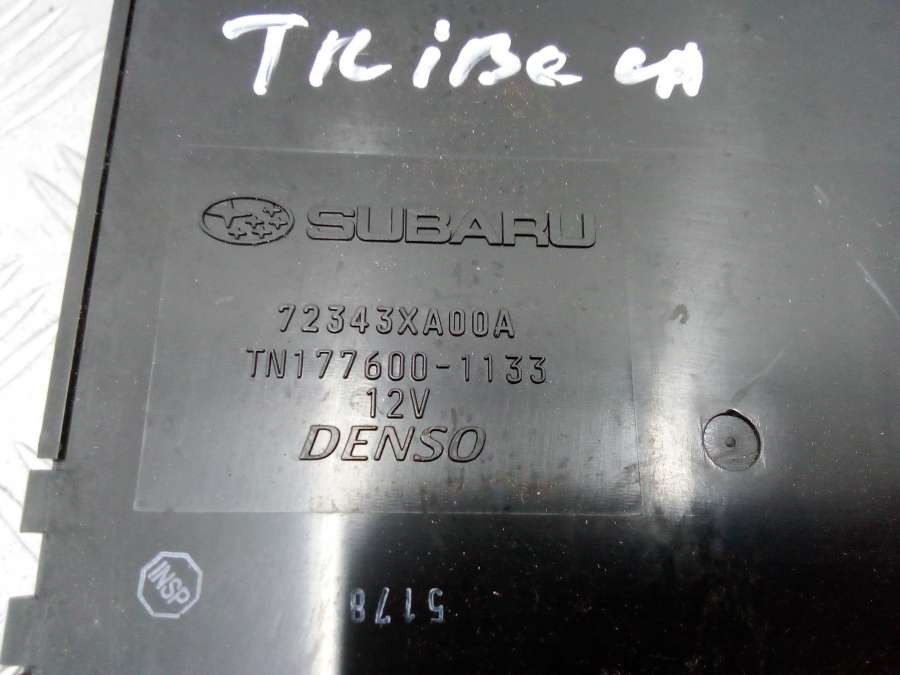 TRiBecA
SUBARU
72343XA00A
TN177600-1133
12V
DENSO
INSP
5178